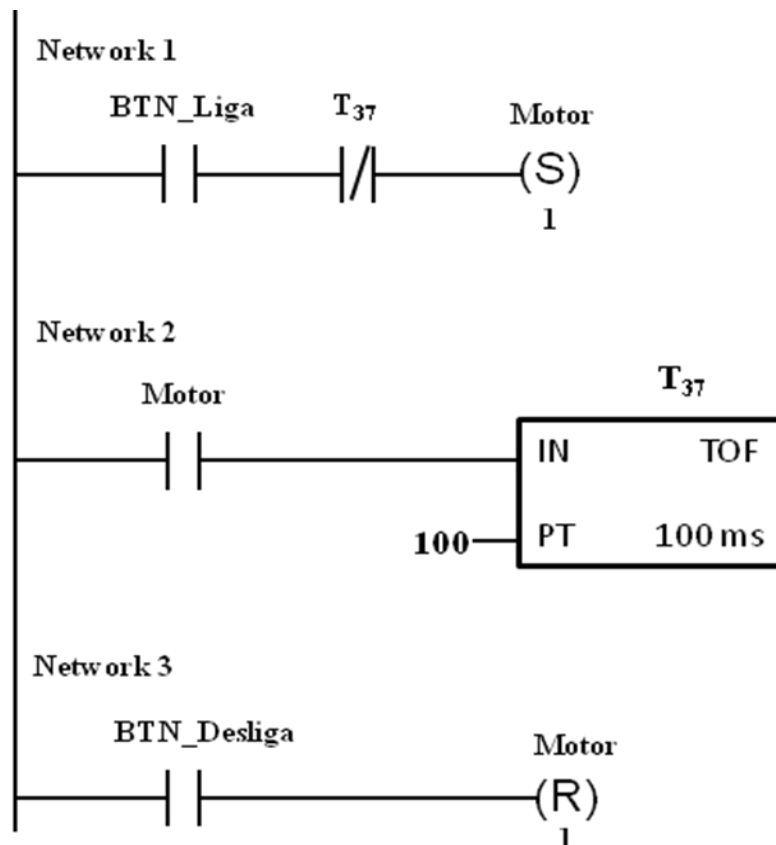 Network 1
BTN_Liga T37 Motor
(S)
1
Network 2
Motor T37
IN TOF
100 PT 100 ms
Network 3
BTN_Desliga Motor
(R)
1